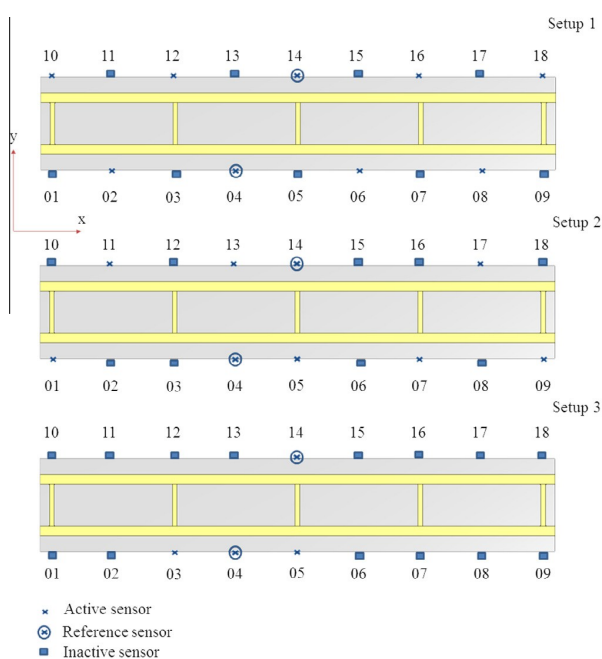 Setup 1
10 11 12 13 14 15 16 17 18
y
01 02 03 04 05 06 07 08 09
x
Setup 2
10 11 12 13 14 15 16 17 18
01 02 03 04 05 06 07 08 09
Setup 3
10 11 12 13 14 15 16 17 18
01 02 03 04 05 06 07 08 09
Active sensor
Reference sensor
Inactive sensor